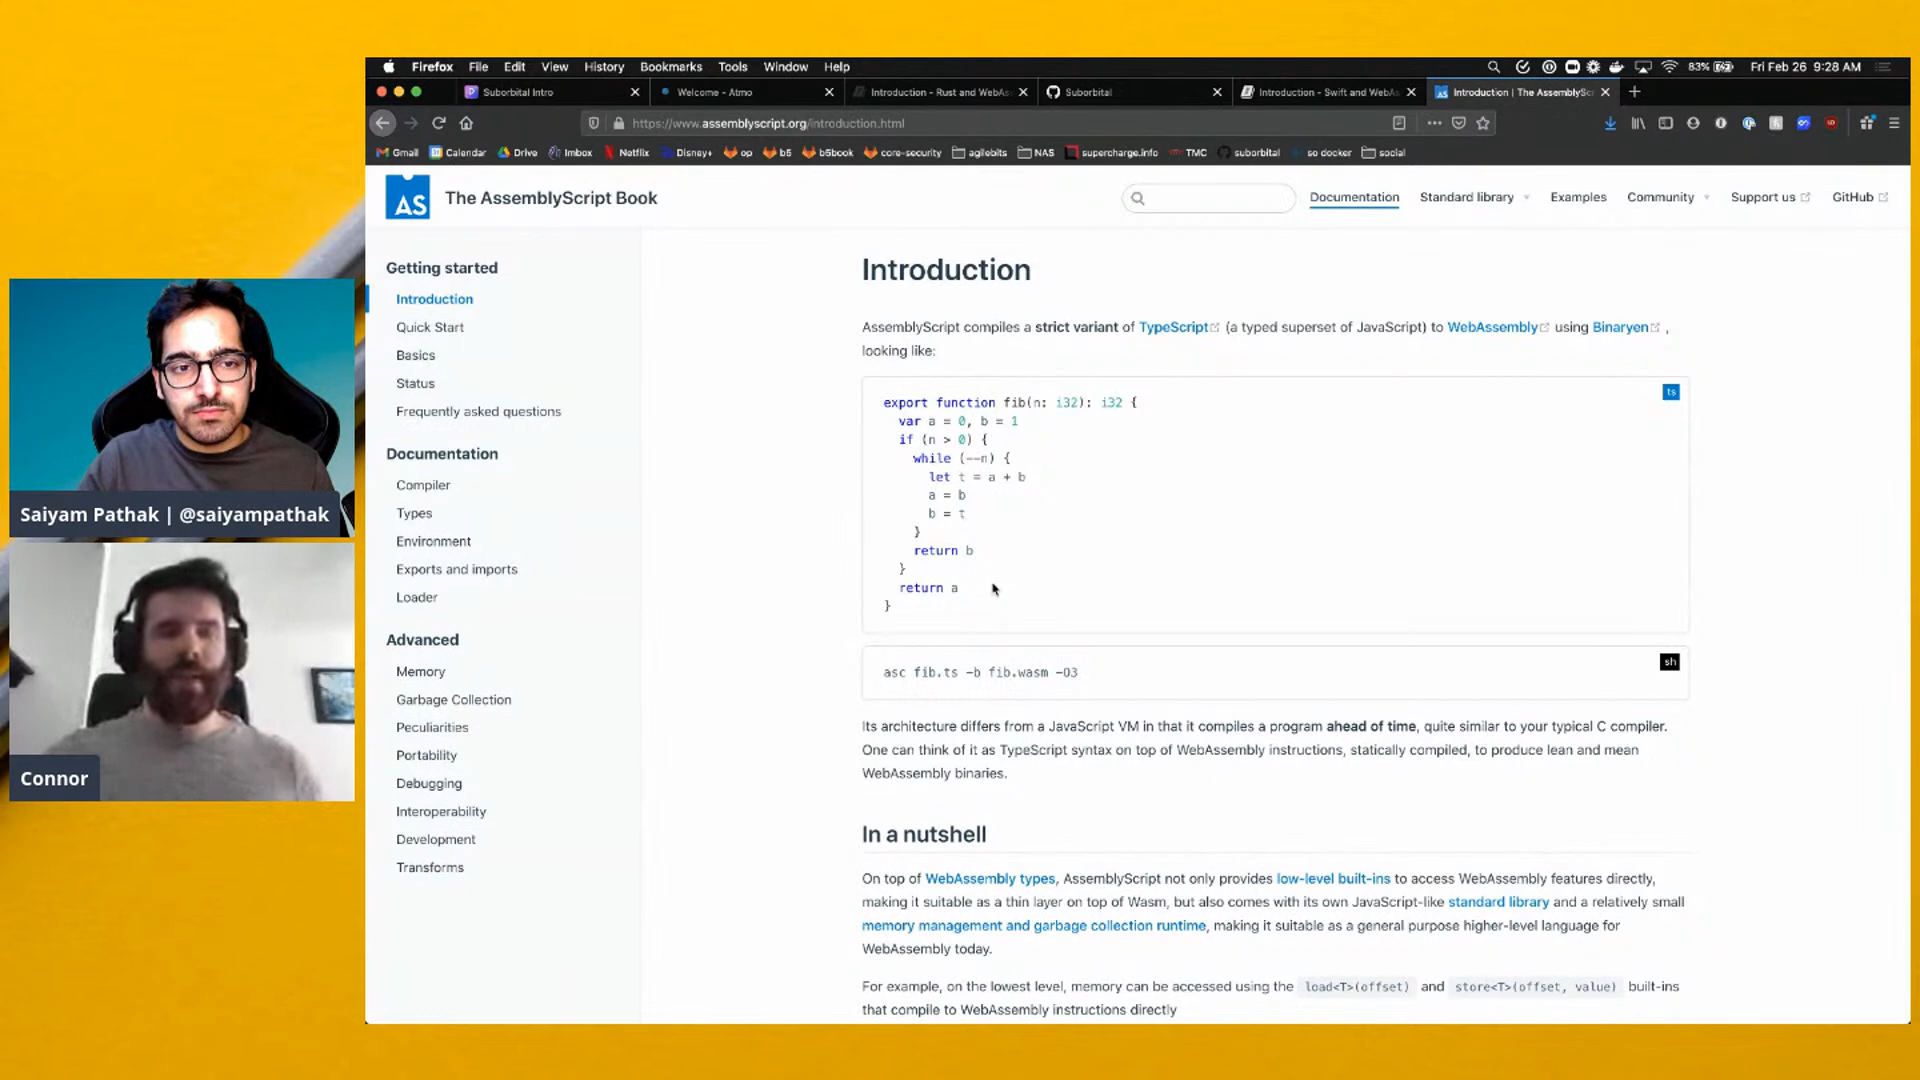 Firefox File Edit View History Bookmarks Tools Window Help 83% Fri Feb 26 9:28 AM
Suborbital Intro Welcome - Atmo Introduction - Rust and WebAs Suborbital Introduction - Swift and WebAs Introduction | The AssemblySc
https://www.assemblyscript.org/introduction.html
Gmail Calendar Drive Imbox Netflix Disney+ op b5 b5book core-security agilebits NAS supercharge.info TMC suborbital so docker social
AS The AssemblyScript Book Documentation Standard library Examples Community Support us GitHub
Getting started
Introduction
Quick Start
Basics
Status
Frequently asked questions
Documentation
Compiler
Types
Environment
Exports and imports
Loader
Advanced
Memory
Garbage Collection
Peculiarities
Portability
Debugging
Interoperability
Development
Transforms
Introduction
AssemblyScript compiles a strict variant of TypeScript (a typed superset of JavaScript) to WebAssembly using Binaryen ,
looking like:
ts
export function fib(n: i32): i32 {
var a = 0, b = 1
if (n > 0) {
while (--n) {
let t = a + b
a = b
b = t
}
return b
}
return a
}
sh
asc fib.ts -b fib.wasm -O3
Its architecture differs from a JavaScript VM in that it compiles a program ahead of time, quite similar to your typical C compiler.
One can think of it as TypeScript syntax on top of WebAssembly instructions, statically compiled, to produce lean and mean
WebAssembly binaries.
In a nutshell
On top of WebAssembly types, AssemblyScript not only provides low-level built-ins to access WebAssembly features directly,
making it suitable as a thin layer on top of Wasm, but also comes with its own JavaScript-like standard library and a relatively small
memory management and garbage collection runtime, making it suitable as a general purpose higher-level language for
WebAssembly today.
For example, on the lowest level, memory can be accessed using the load<T>(offset) and store<T>(offset, value) built-ins
that compile to WebAssembly instructions directly
Saiyam Pathak | @saiyampathak
Connor